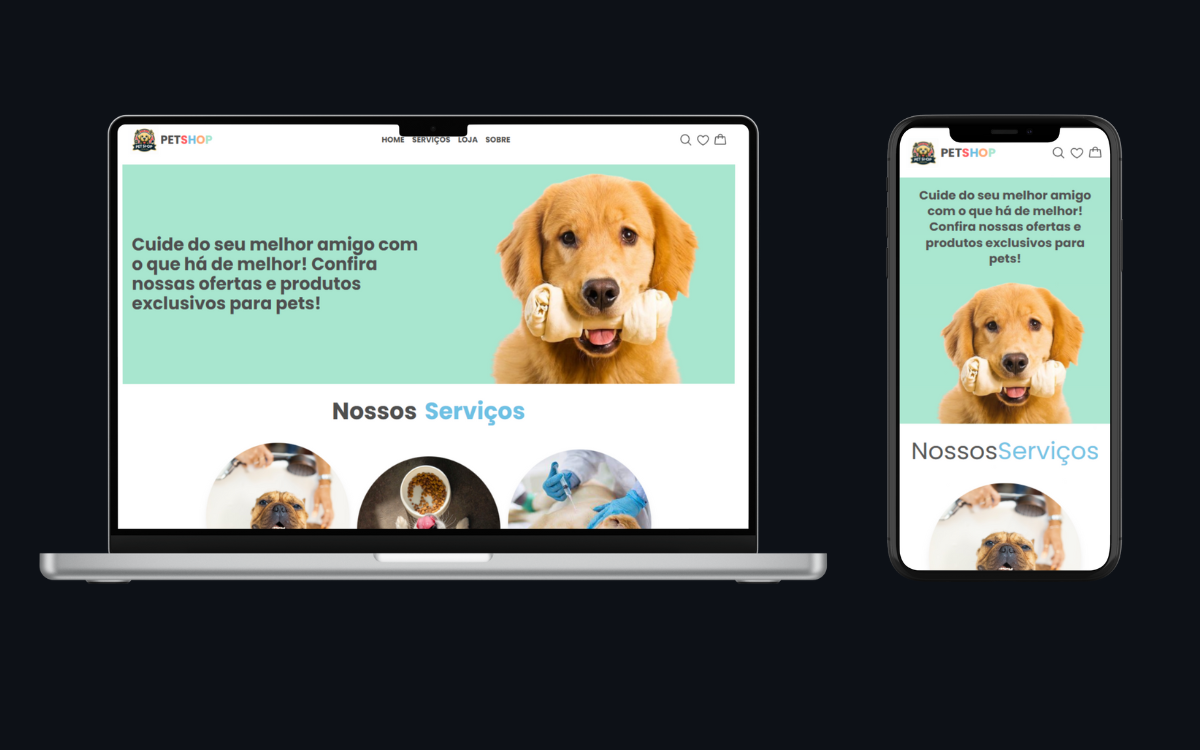 PETSHOP
HOME SERVIÇOS LOJA SOBRE
Cuide do seu melhor amigo com
o que há de melhor! Confira
nossas ofertas e produtos
exclusivos para pets!
Nossos Serviços
PETSHOP
Cuide do seu melhor amigo
com o que há de melhor!
Confira nossas ofertas e
produtos exclusivos para
pets!
NossosServiços